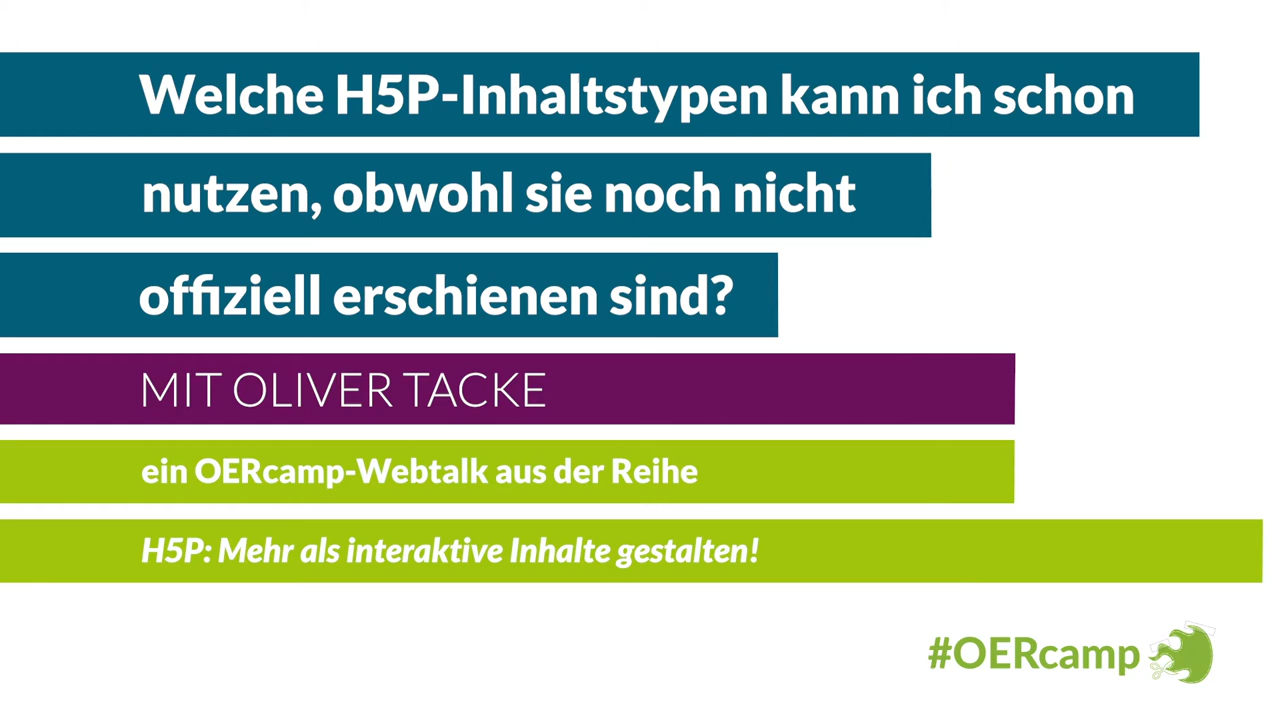 Welche H5P-Inhaltstypen kann ich schon
nutzen, obwohl sie noch nicht
offiziell erschienen sind?
MIT OLIVER TACKE
ein OERcamp-Webtalk aus der Reihe
H5P: Mehr als interaktive Inhalte gestalten!
#OERcamp